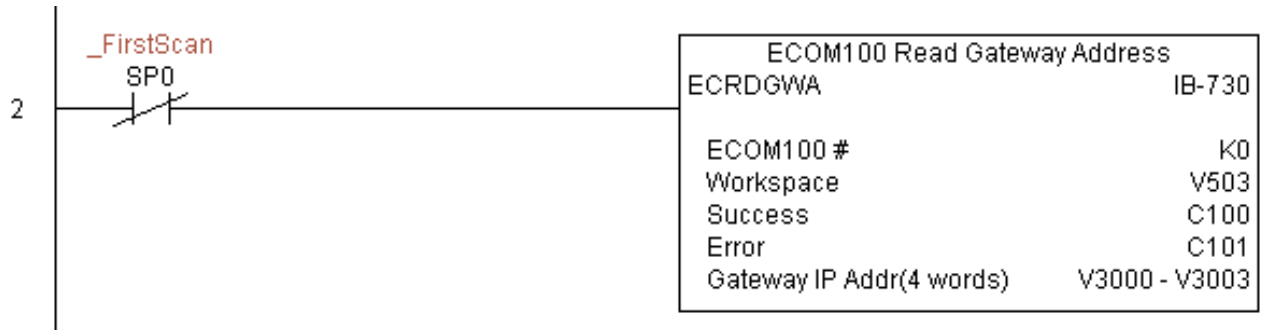 _FirstScan
SP0
2
ECOM100 Read Gateway Address
ECRDGWA IB-730
ECOM100 # K0
Workspace V503
Success C100
Error C101
Gateway IP Addr(4 words) V3000 - V3003